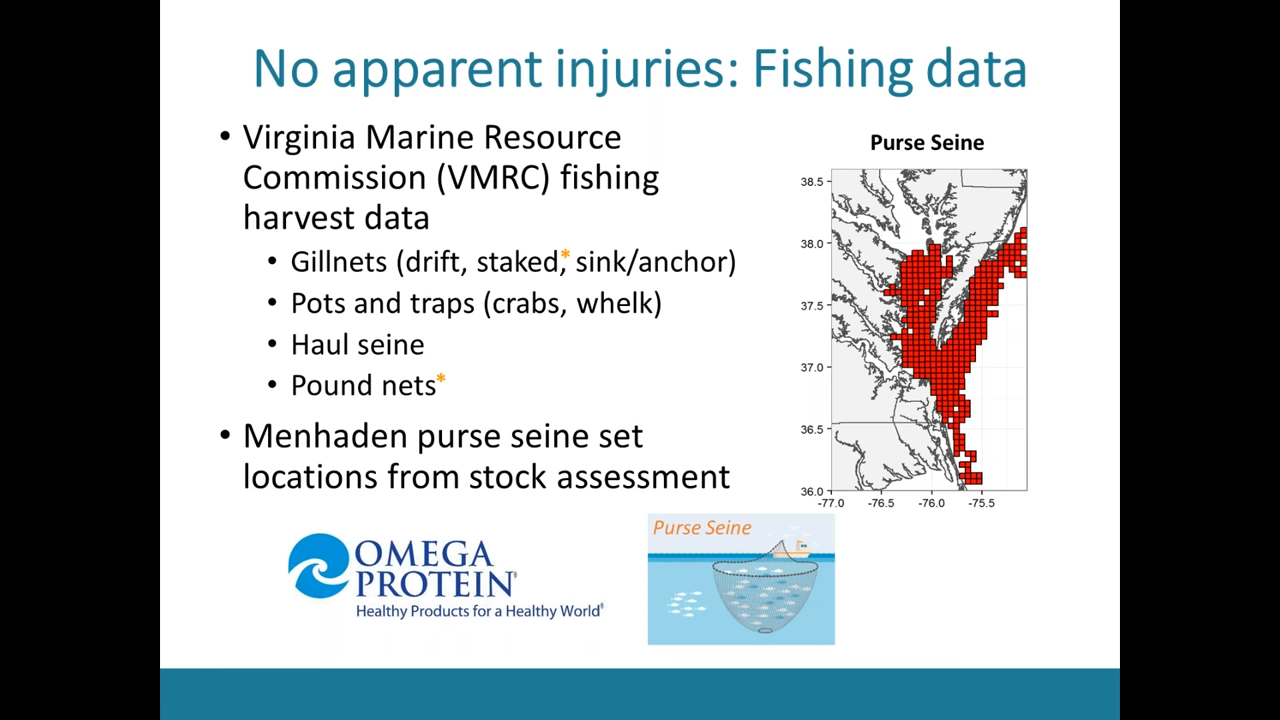 No apparent injuries: Fishing data
• Virginia Marine Resource
Commission (VMRC) fishing
harvest data
• Gillnets (drift, staked,* sink/anchor)
• Pots and traps (crabs, whelk)
• Haul seine
• Pound nets*
• Menhaden purse seine set
locations from stock assessment
Purse Seine
38.5
38.0
37.5
37.0
36.5
36.0
-77.0 -76.5 -76.0 -75.5
OMEGA
PROTEIN®
Healthy Products for a Healthy World®
Purse Seine